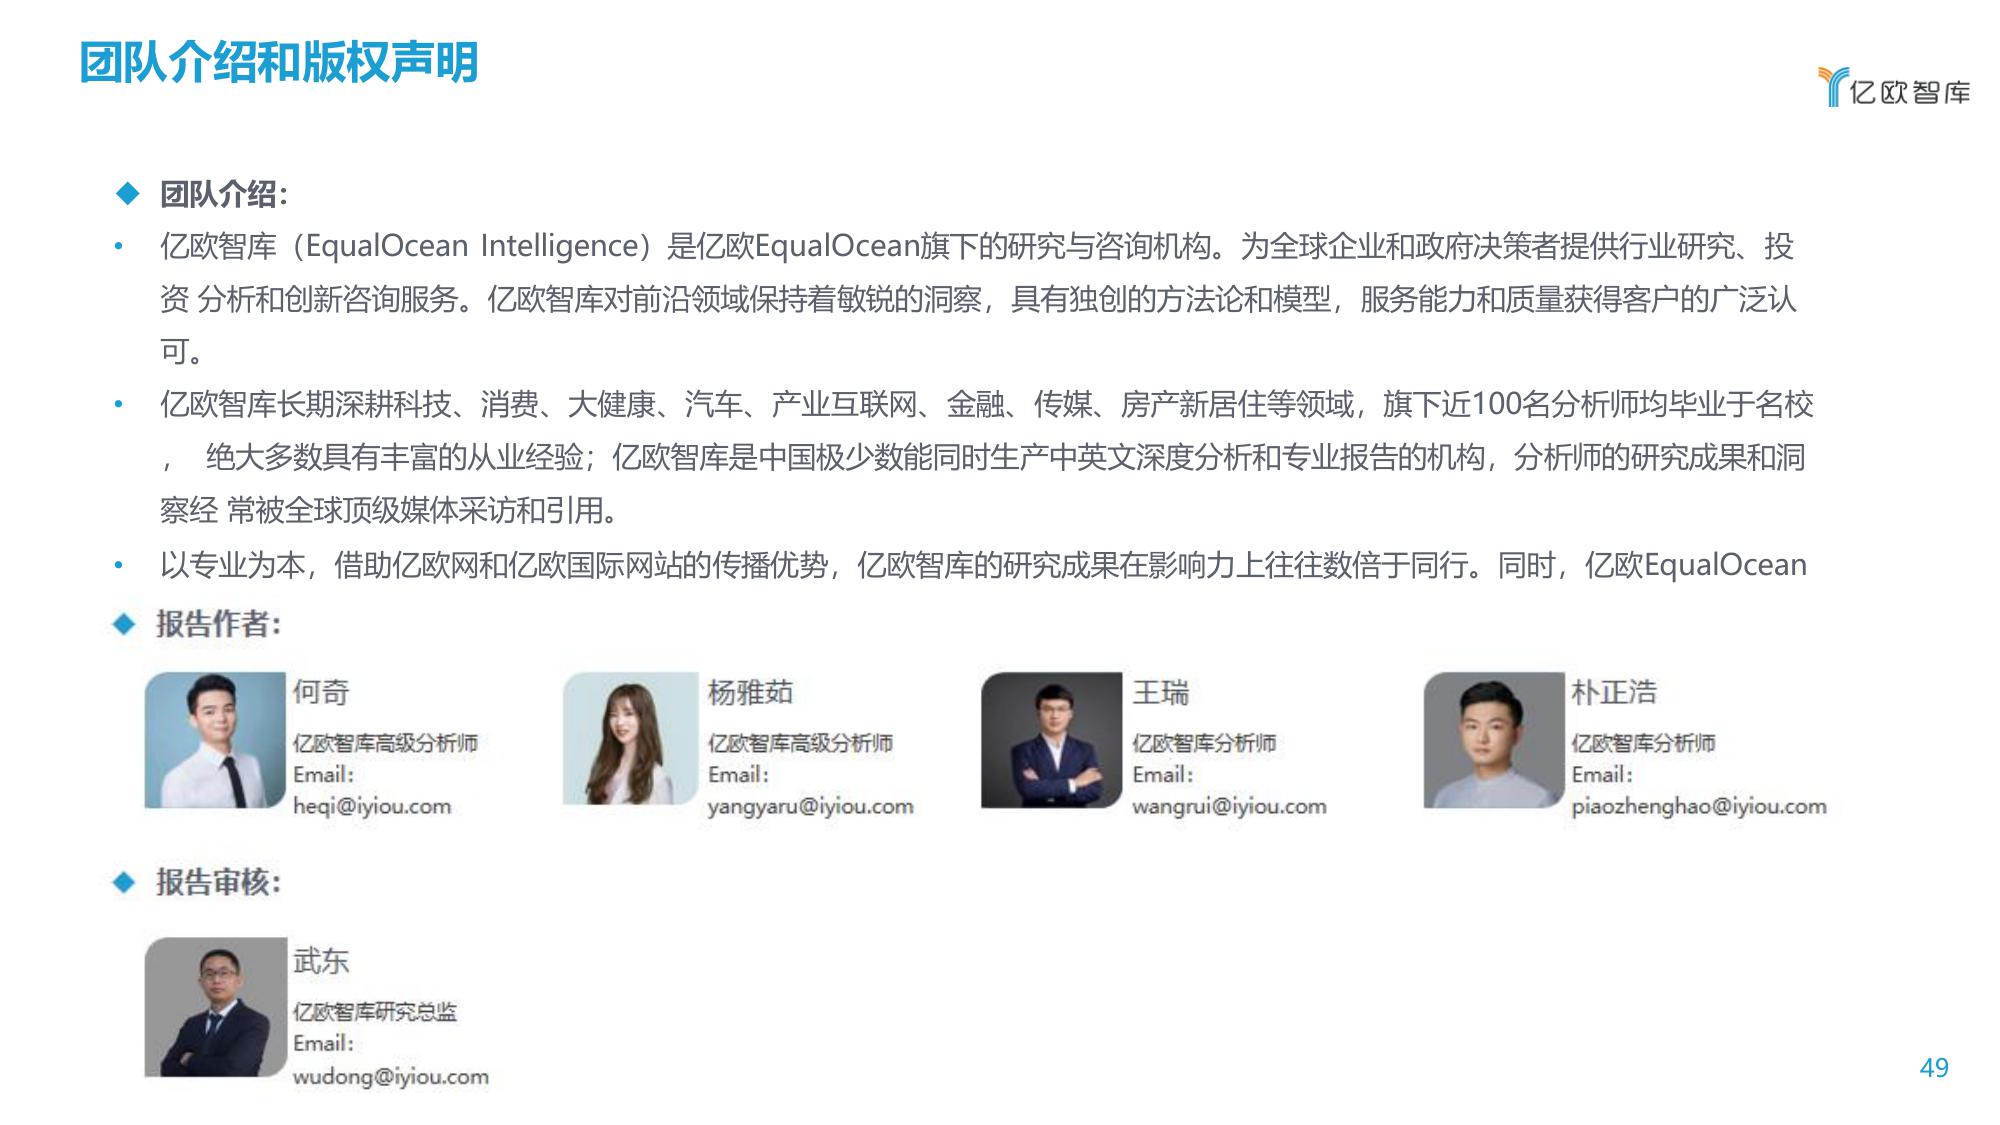 团队介绍和版权声明
亿欧智库
团队介绍：
亿欧智库（EqualOcean Intelligence）是亿欧EqualOcean旗下的研究与咨询机构。为全球企业和政府决策者提供行业研究、投
资 分析和创新咨询服务。亿欧智库对前沿领域保持着敏锐的洞察，具有独创的方法论和模型，服务能力和质量获得客户的广泛认
可。
亿欧智库长期深耕科技、消费、大健康、汽车、产业互联网、金融、传媒、房产新居住等领域，旗下近100名分析师均毕业于名校
， 绝大多数具有丰富的从业经验；亿欧智库是中国极少数能同时生产中英文深度分析和专业报告的机构，分析师的研究成果和洞
察经 常被全球顶级媒体采访和引用。
以专业为本，借助亿欧网和亿欧国际网站的传播优势，亿欧智库的研究成果在影响力上往往数倍于同行。同时，亿欧EqualOcean
报告作者：
何奇
亿欧智库高级分析师
Email：
heqi@iyiou.com
杨雅茹
亿欧智库高级分析师
Email：
yangyaru@iyiou.com
王瑞
亿欧智库分析师
Email：
wangrui@iyiou.com
朴正浩
亿欧智库分析师
Email：
piaozhenghao@iyiou.com
报告审核：
武东
亿欧智库研究总监
Email：
wudong@iyiou.com
49